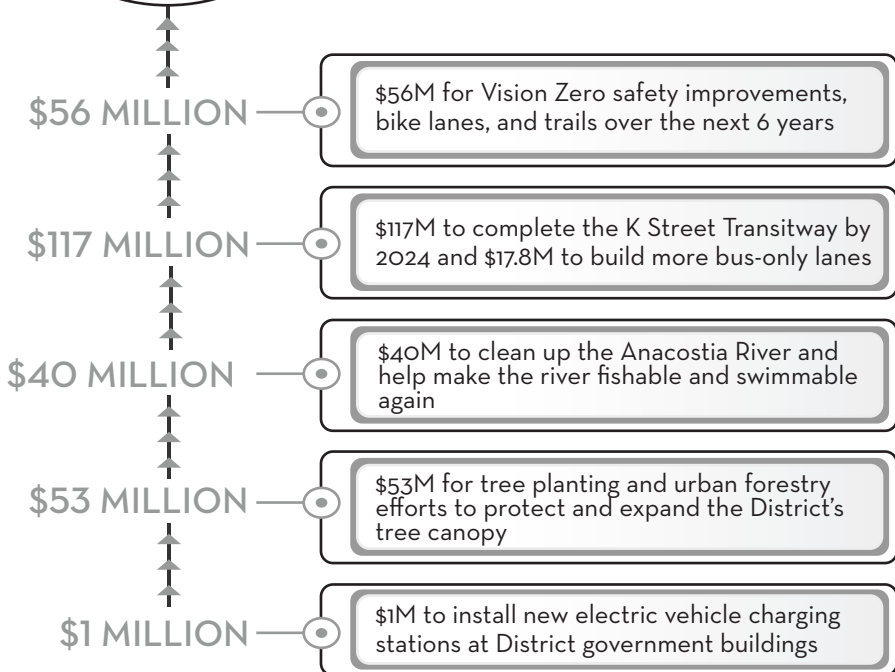 $56 MILLION
$56M for Vision Zero safety improvements,
bike lanes, and trails over the next 6 years
$117 MILLION
$117M to complete the K Street Transitway by
2024 and $17.8M to build more bus-only lanes
$40 MILLION
$40M to clean up the Anacostia River and
help make the river fishable and swimmable
again
$53 MILLION
$53M for tree planting and urban forestry
efforts to protect and expand the District's
tree canopy
$1 MILLION
$1M to install new electric vehicle charging
stations at District government buildings